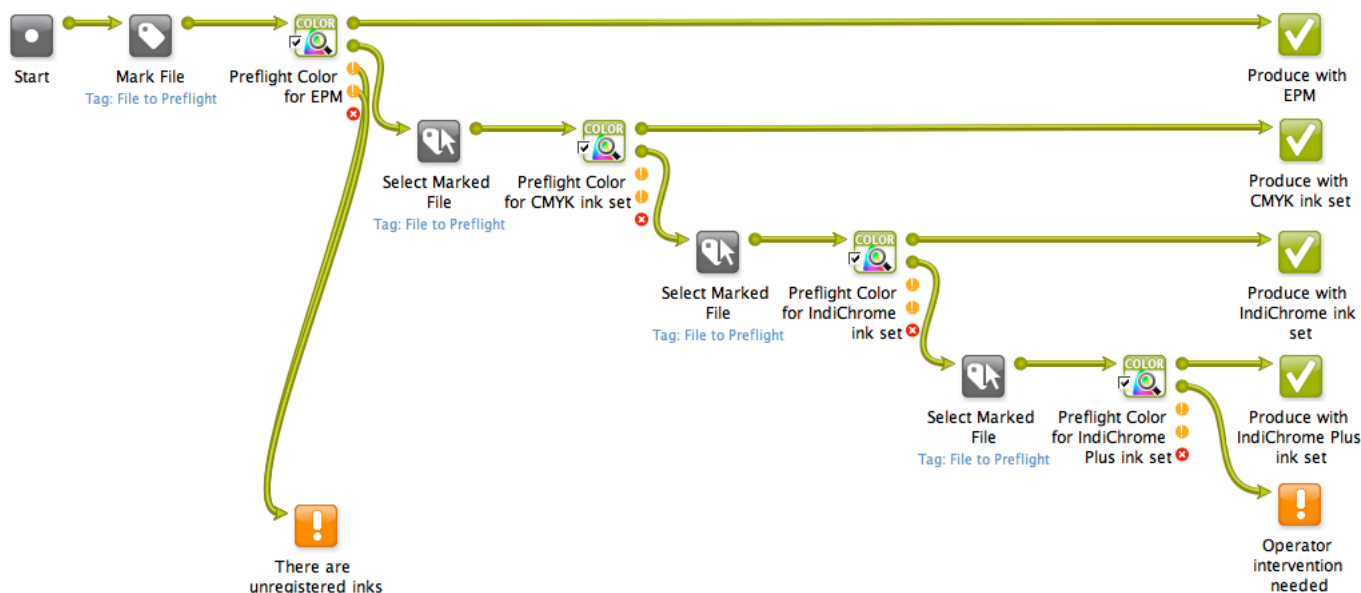 COLOR
Start
Mark File
Tag: File to Preflight
Preflight Color
for EPM
Produce with
EPM
COLOR
Select Marked
File
Tag: File to Preflight
Preflight Color
for CMYK ink set
Produce with
CMYK ink set
COLOR
Select Marked
File
Tag: File to Preflight
Preflight Color
for IndiChrome
ink set
Produce with
IndiChrome ink
set
COLOR
Select Marked
File
Tag: File to Preflight
Preflight Color
for IndiChrome
Plus ink set
Produce with
IndiChrome Plus
ink set
There are
unregistered inks
Operator
intervention
needed